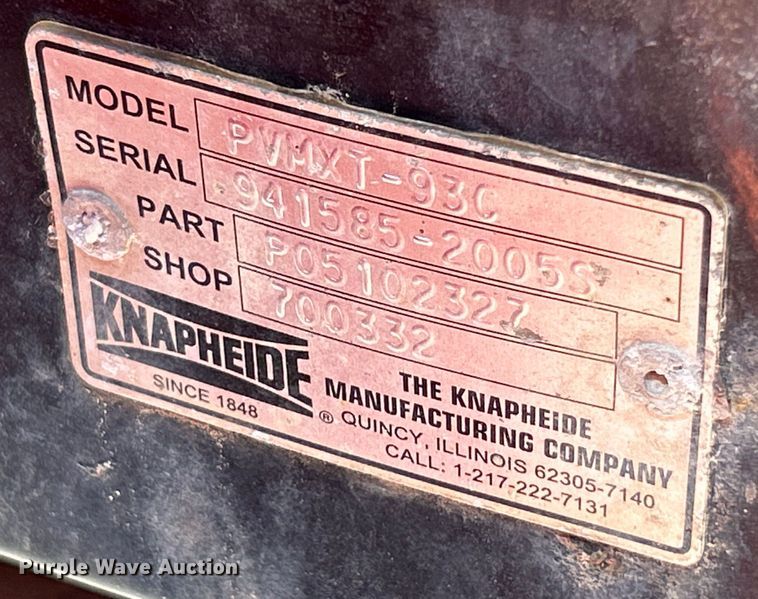 MODEL PVMXT-93C
SERIAL 941585-2005S
PART P05102327
SHOP 700332
KNAPHEIDE
SINCE 1848
®
THE KNAPHEIDE
MANUFACTURING COMPANY
QUINCY, ILLINOIS 62305-7140
CALL: 1-217-222-7131
Purple Wave Auction